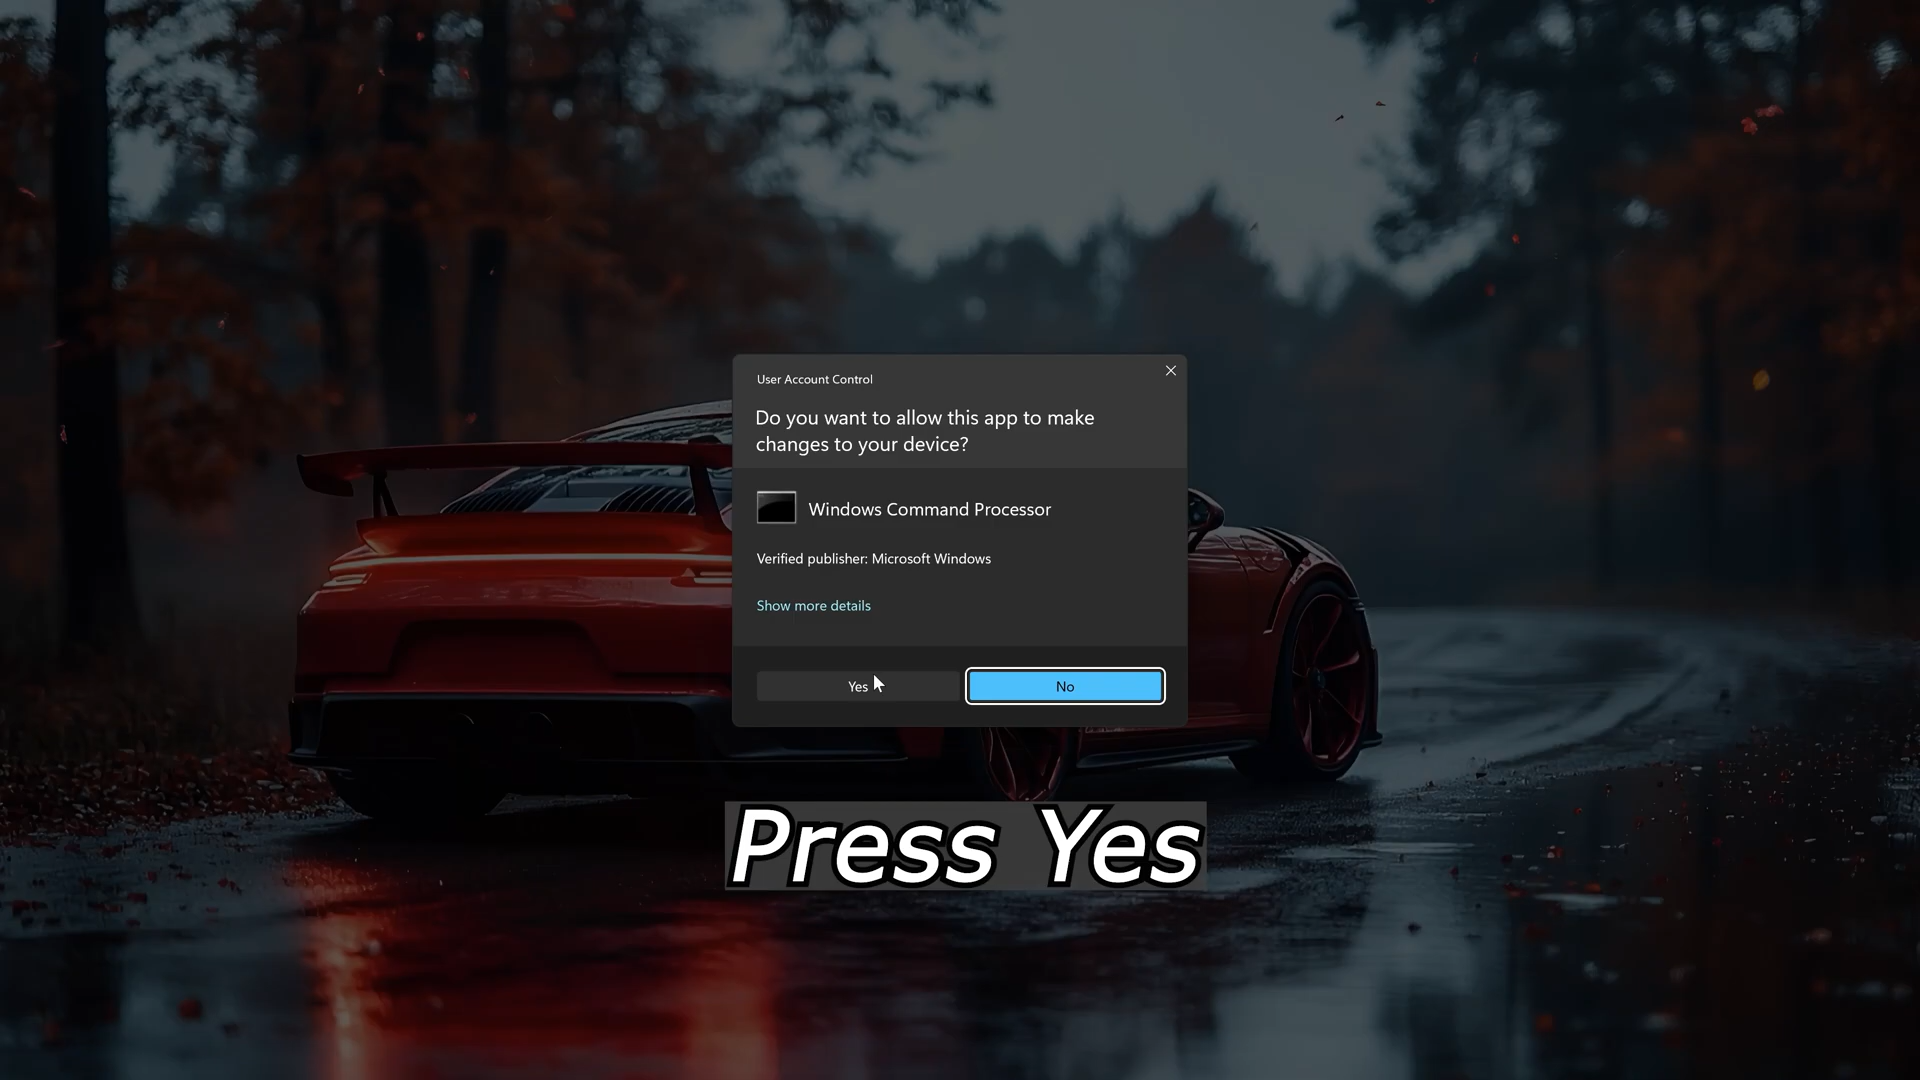 User Account Control
Do you want to allow this app to make
changes to your device?
Windows Command Processor
Verified publisher: Microsoft Windows
Show more details
Yes
No
Press Yes